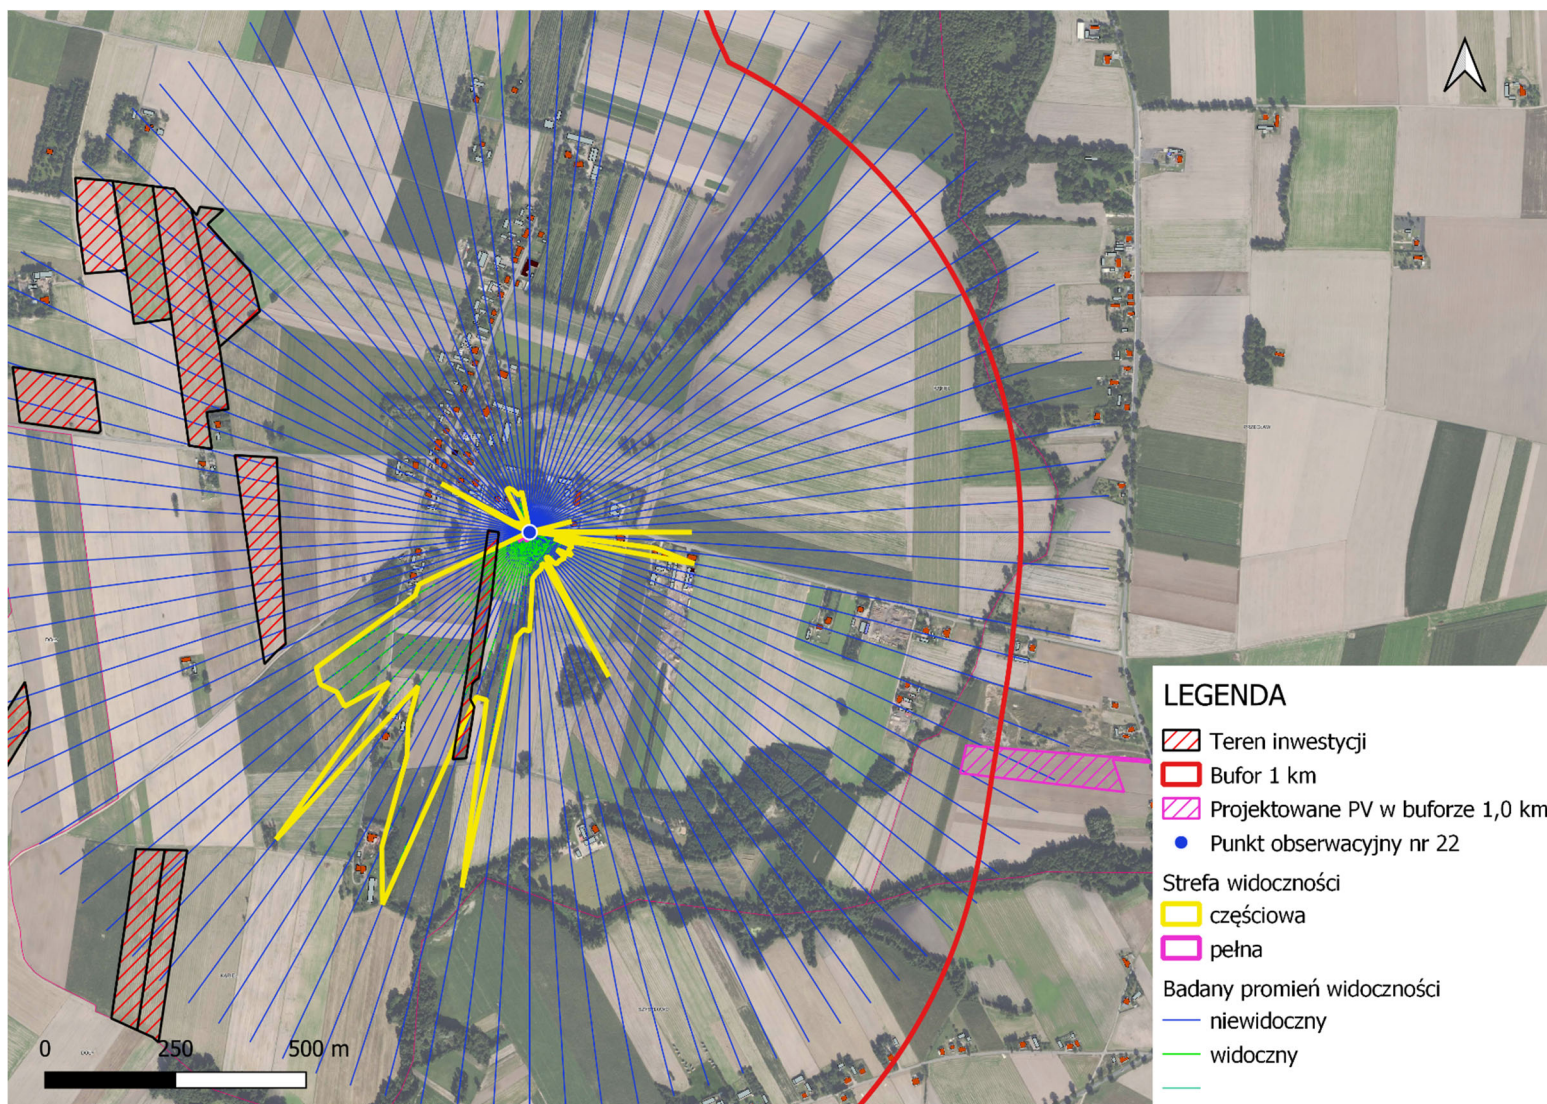 LEGENDA
Teren inwestycji
Bufor 1 km
Projektowane PV w buforze 1,0 km
Punkt obserwacyjny nr 22
Strefa widoczności
częściowa
pełna
Badany promień widoczności
niewidoczny
widoczny
0 250 500 m